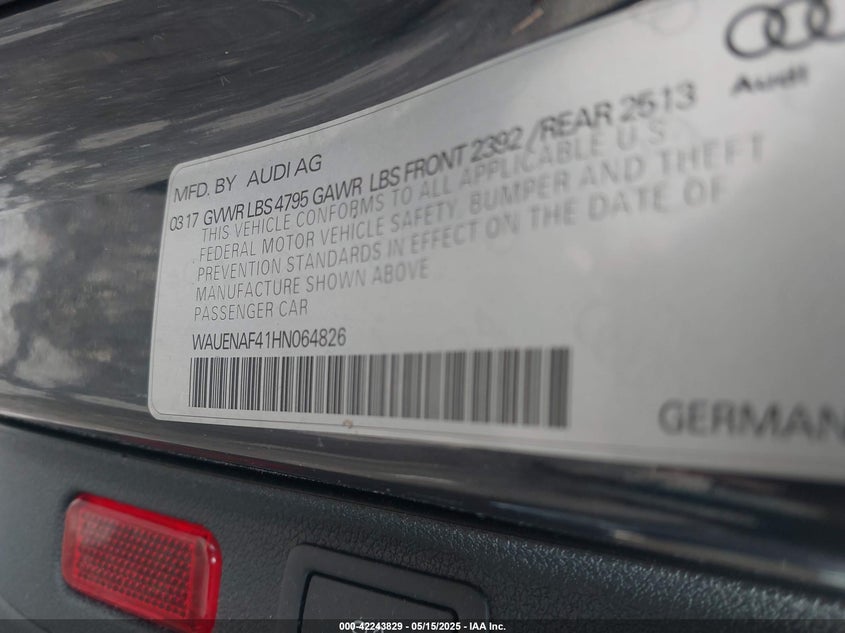 Audi
MFD. BY AUDI AG
03 17 GVWR LBS 4795 GAWR LBS FRONT 2392 / REAR 2513
THIS VEHICLE CONFORMS TO ALL APPLICABLE U S
FEDERAL MOTOR VEHICLE SAFETY, BUMPER AND THEFT
PREVENTION STANDARDS IN EFFECT ON THE DATE OF
MANUFACTURE SHOWN ABOVE
PASSENGER CAR
WAUENAF41HN064826
GERMAN
000-42243829 — 05/15/2025 — IAA Inc.